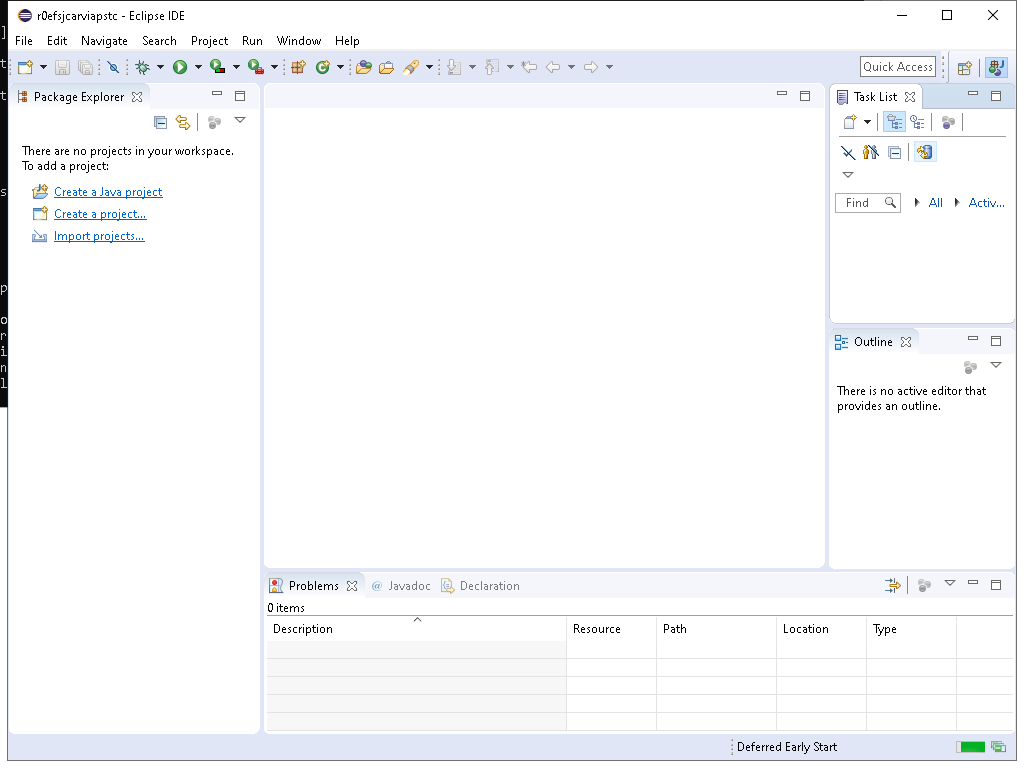 r0efsjcarviapstc - Eclipse IDE
File Edit Navigate Search Project Run Window Help
Quick Access
Package Explorer
There are no projects in your workspace.
To add a project:
Create a Java project
Create a project...
Import projects...
Task List
Find All Activ...
Outline
There is no active editor that
provides an outline.
Problems @ Javadoc Declaration
0 items
Description Resource Path Location Type
Deferred Early Start
]
t
t
s
p
o
r
i
n
l